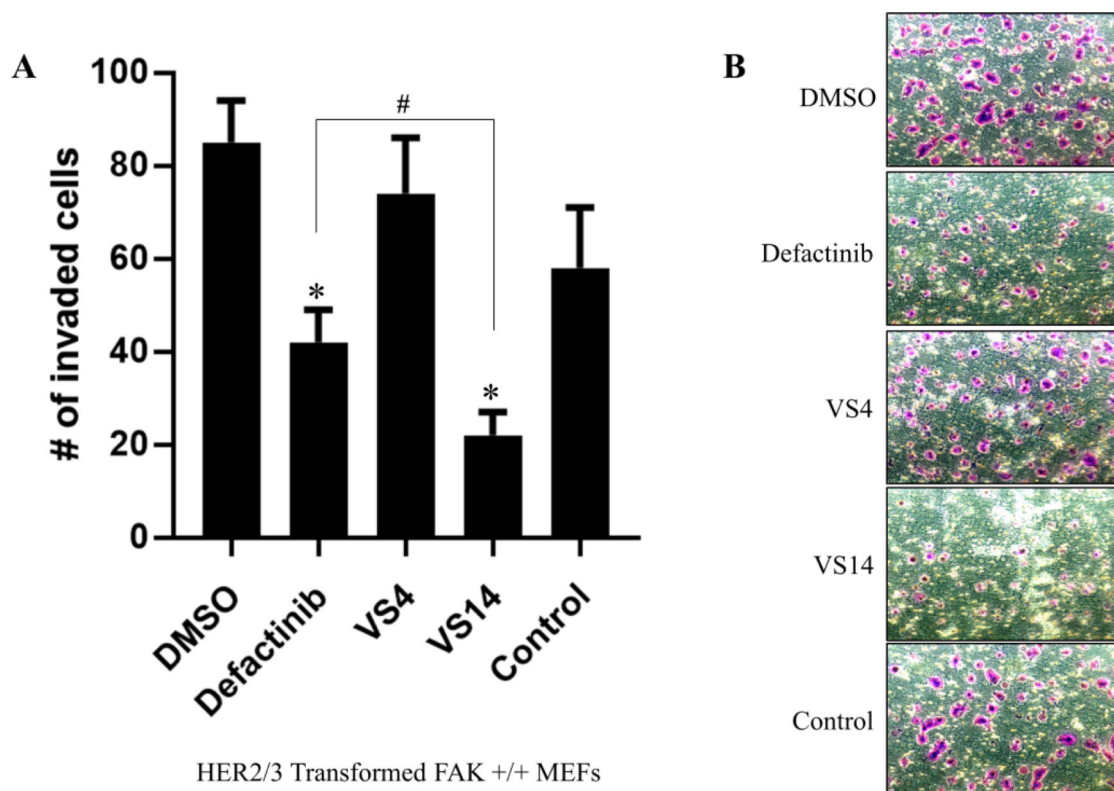 A
# of invaded cells
100
80
60
40
20
0
#
*
*
DMSO
Defactinib
VS4
VS14
Control
HER2/3 Transformed FAK +/+ MEFs
B
DMSO
Defactinib
VS4
VS14
Control